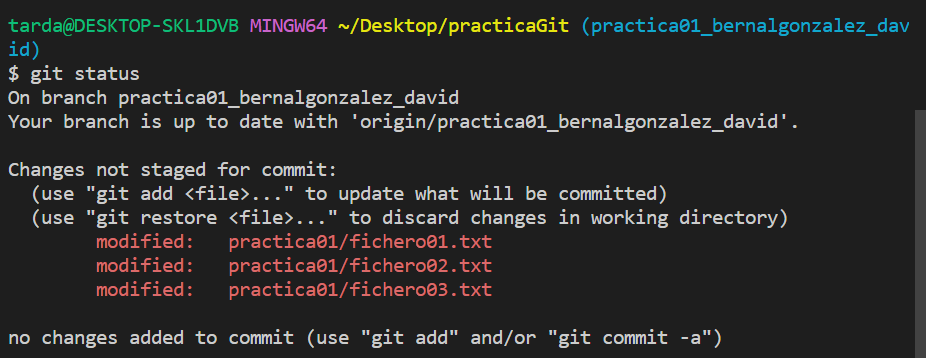 tarda@DESKTOP-SKL1DVB MINGW64 ~/Desktop/practicaGit (practica01_bernalgonzalez_dav
id)
$ git status
On branch practica01_bernalgonzalez_david
Your branch is up to date with 'origin/practica01_bernalgonzalez_david'.

Changes not staged for commit:
  (use "git add <file>..." to update what will be committed)
  (use "git restore <file>..." to discard changes in working directory)
        modified:   practica01/fichero01.txt
        modified:   practica01/fichero02.txt
        modified:   practica01/fichero03.txt

no changes added to commit (use "git add" and/or "git commit -a")